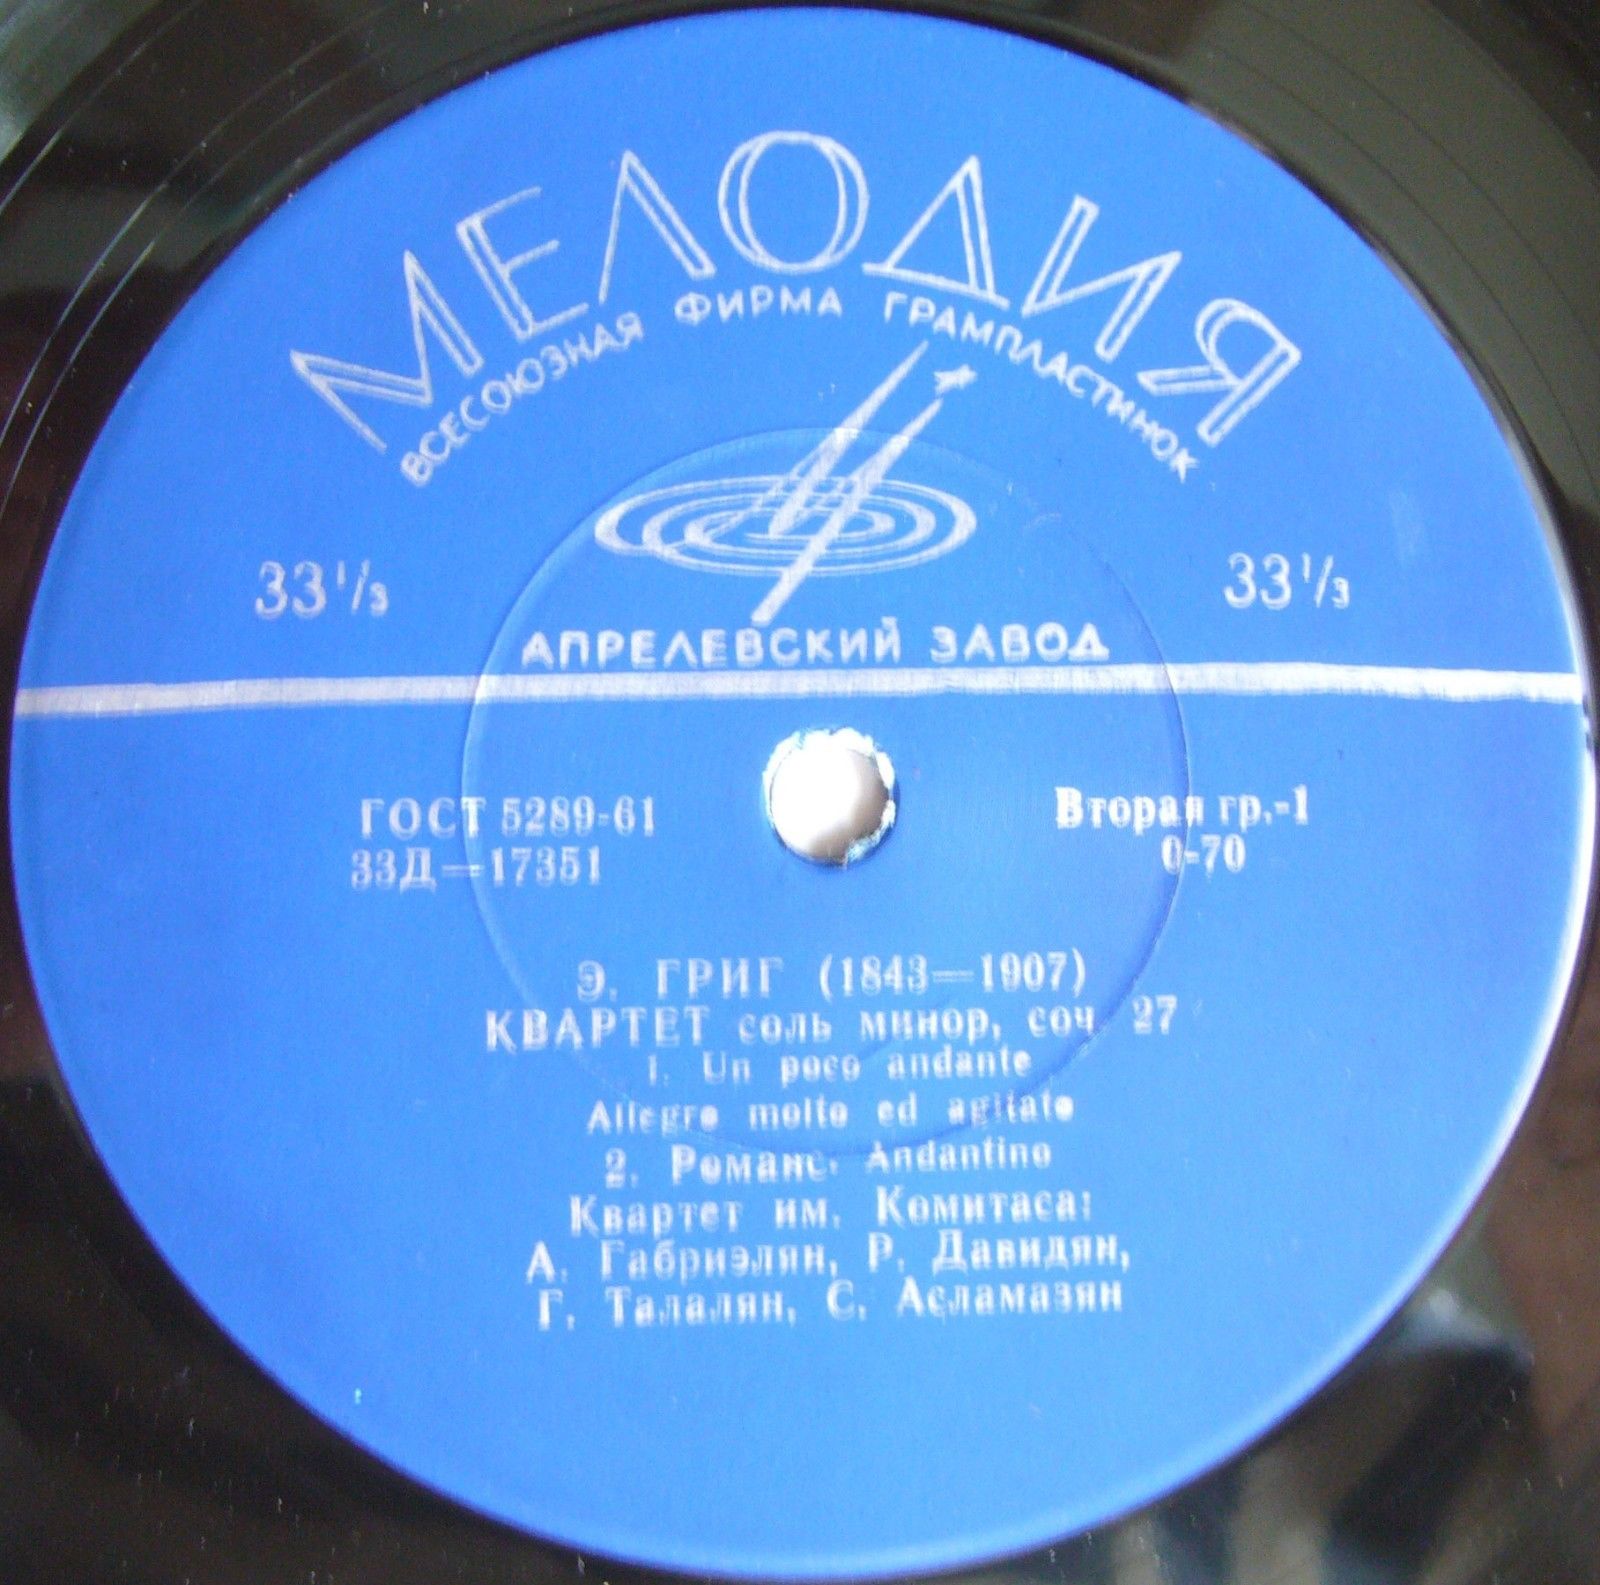 МЕЛОДИЯ
ВСЕСОЮЗНАЯ ФИРМА ГРАМПЛАСТИНОК
33⅓ 33⅓
АПРЕЛЕВСКИЙ ЗАВОД
ГОСТ 5289-61 Вторая гр.-1
33Д—17351 0-70
Э. ГРИГ (1843—1907)
КВАРТЕТ соль минор, соч 27
1. Un poco andante
Allegro molto ed agitato
2. Романс. Andantino
Квартет им. Комитаса:
А. Габриэлян, Р. Давидян,
Г. Талалян, С. Асламазян